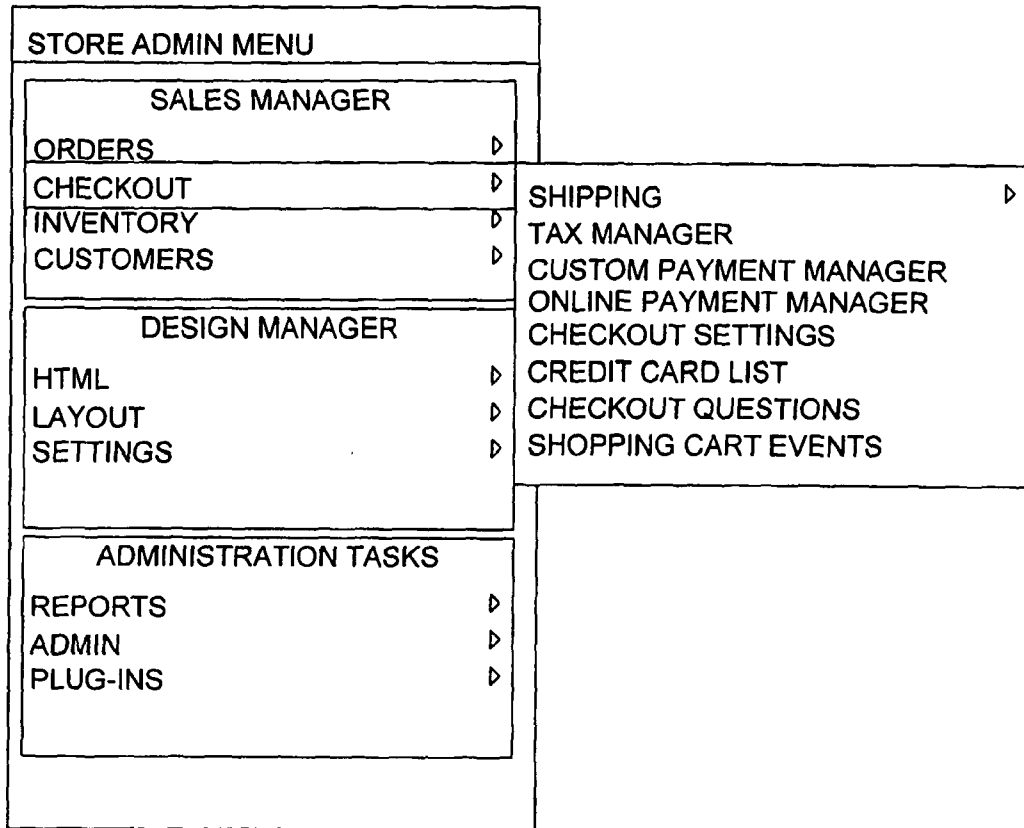 STORE ADMIN MENU
SALES MANAGER
ORDERS
CHECKOUT
INVENTORY
CUSTOMERS
SHIPPING
TAX MANAGER
CUSTOM PAYMENT MANAGER
ONLINE PAYMENT MANAGER
CHECKOUT SETTINGS
CREDIT CARD LIST
CHECKOUT QUESTIONS
SHOPPING CART EVENTS
DESIGN MANAGER
HTML
LAYOUT
SETTINGS
ADMINISTRATION TASKS
REPORTS
ADMIN
PLUG-INS